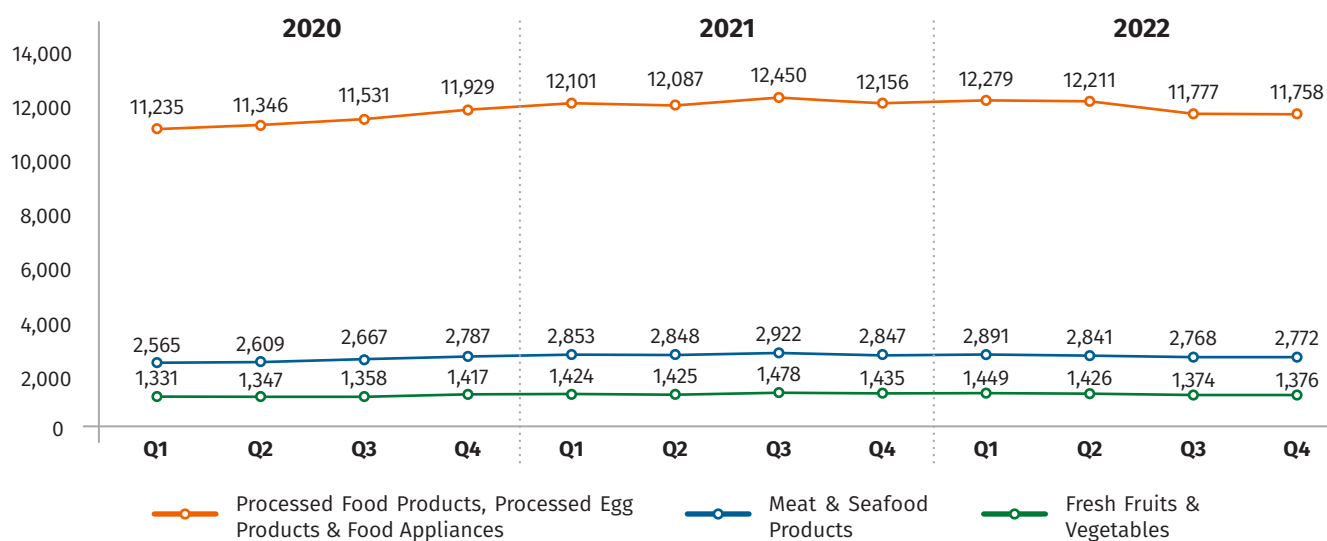 2020 2021 2022
14,000
12,000
10,000
8,000
6,000
4,000
2,000
0
11,235 11,346 11,531 11,929 12,101 12,087 12,450 12,156 12,279 12,211 11,777 11,758
2,565 2,609 2,667 2,787 2,853 2,848 2,922 2,847 2,891 2,841 2,768 2,772
1,331 1,347 1,358 1,417 1,424 1,425 1,478 1,435 1,449 1,426 1,374 1,376
Q1 Q2 Q3 Q4 Q1 Q2 Q3 Q4 Q1 Q2 Q3 Q4
Processed Food Products, Processed Egg
Products & Food Appliances
Meat & Seafood
Products
Fresh Fruits &
Vegetables